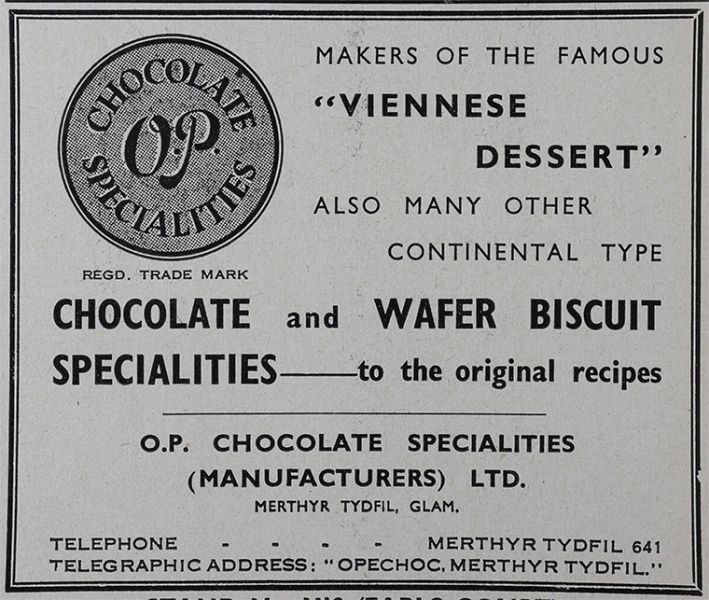 CHOCOLATE
O.P.
SPECIALITIES
REGD. TRADE MARK
MAKERS OF THE FAMOUS
“VIENNESE
DESSERT”
ALSO MANY OTHER
CONTINENTAL TYPE
CHOCOLATE and WAFER BISCUIT
SPECIALITIES——to the original recipes
O.P. CHOCOLATE SPECIALITIES
(MANUFACTURERS) LTD.
MERTHYR TYDFIL, GLAM.
TELEPHONE - - - - MERTHYR TYDFIL 641
TELEGRAPHIC ADDRESS: "OPECHOC, MERTHYR TYDFIL."